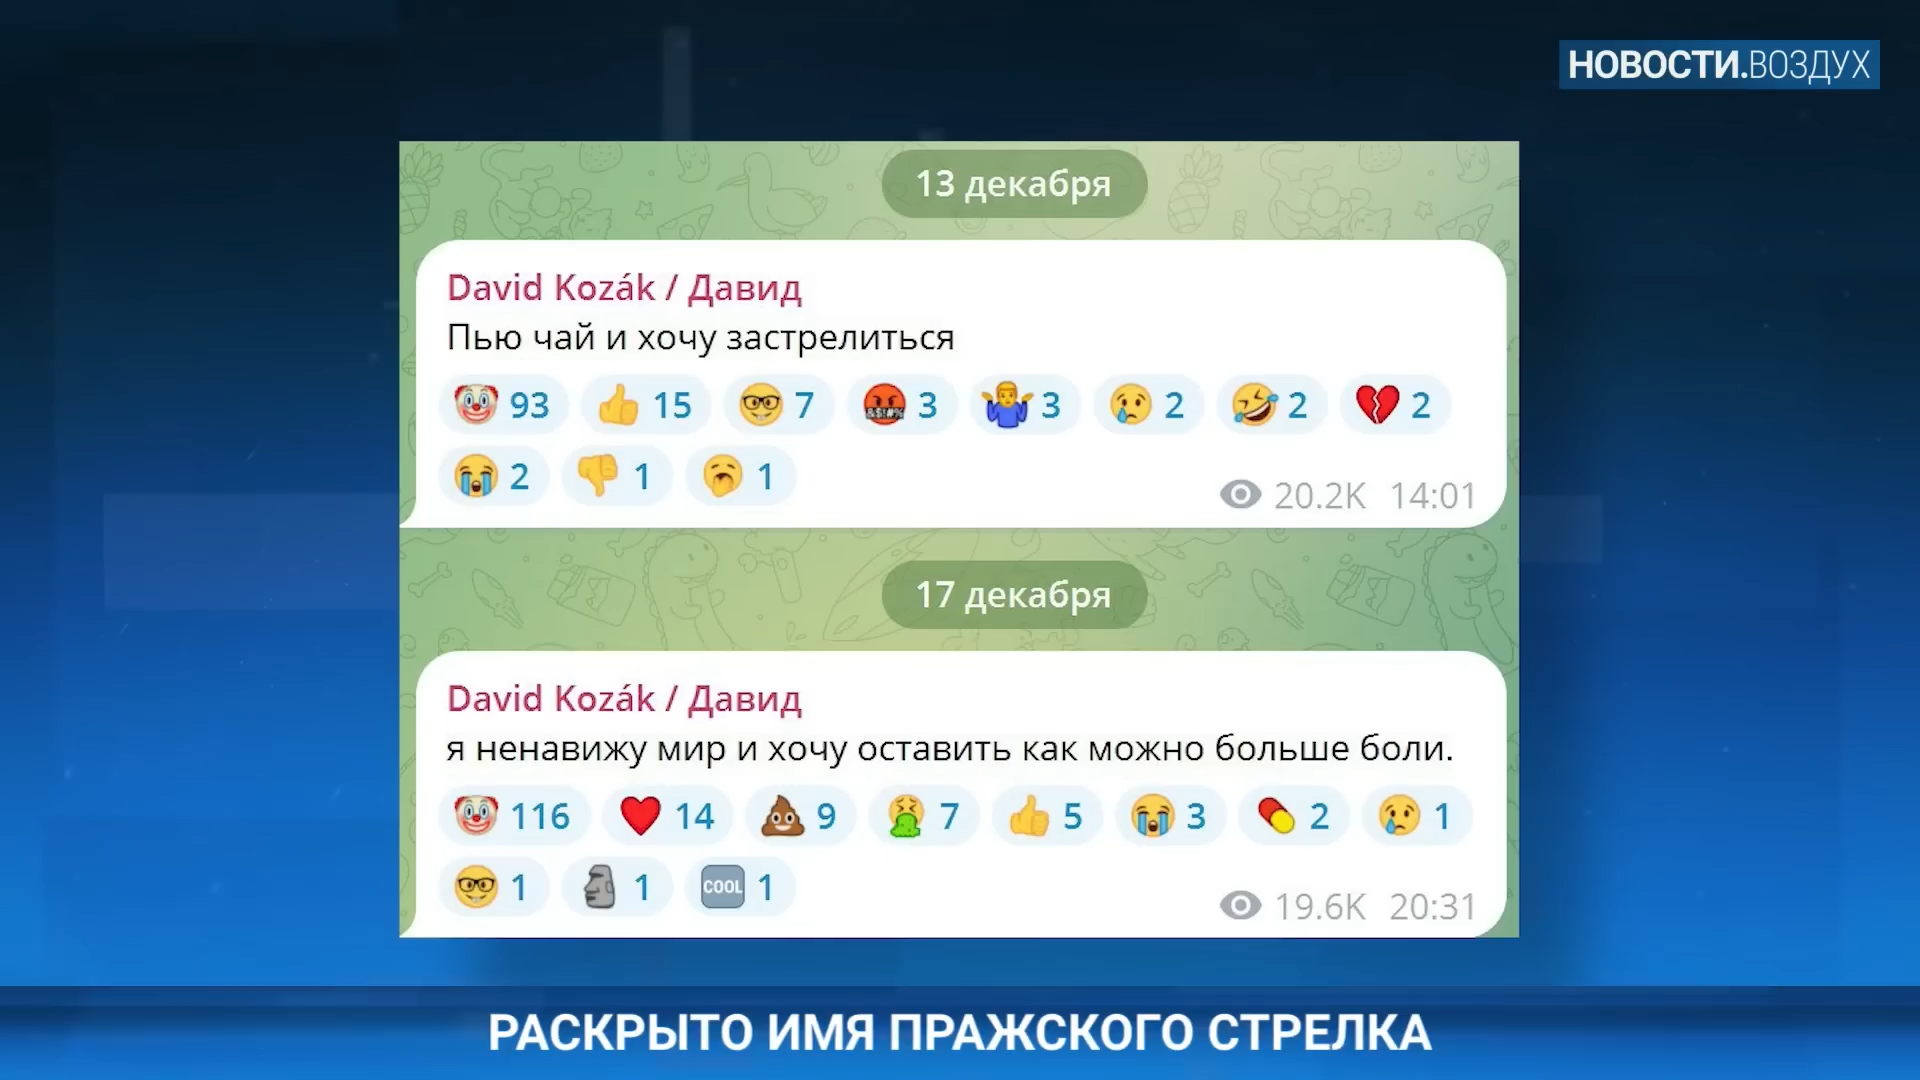 НОВОСТИ.ВОЗДУХ
13 декабря
David Kozák / Давид
Пью чай и хочу застрелиться
93 15 7 3 3 2 2 2
2 1 1
20.2K 14:01
17 декабря
David Kozák / Давид
я ненавижу мир и хочу оставить как можно больше боли.
116 14 9 7 5 3 2 1
1 1 COOL 1
19.6K 20:31
РАСКРЫТО ИМЯ ПРАЖСКОГО СТРЕЛКА